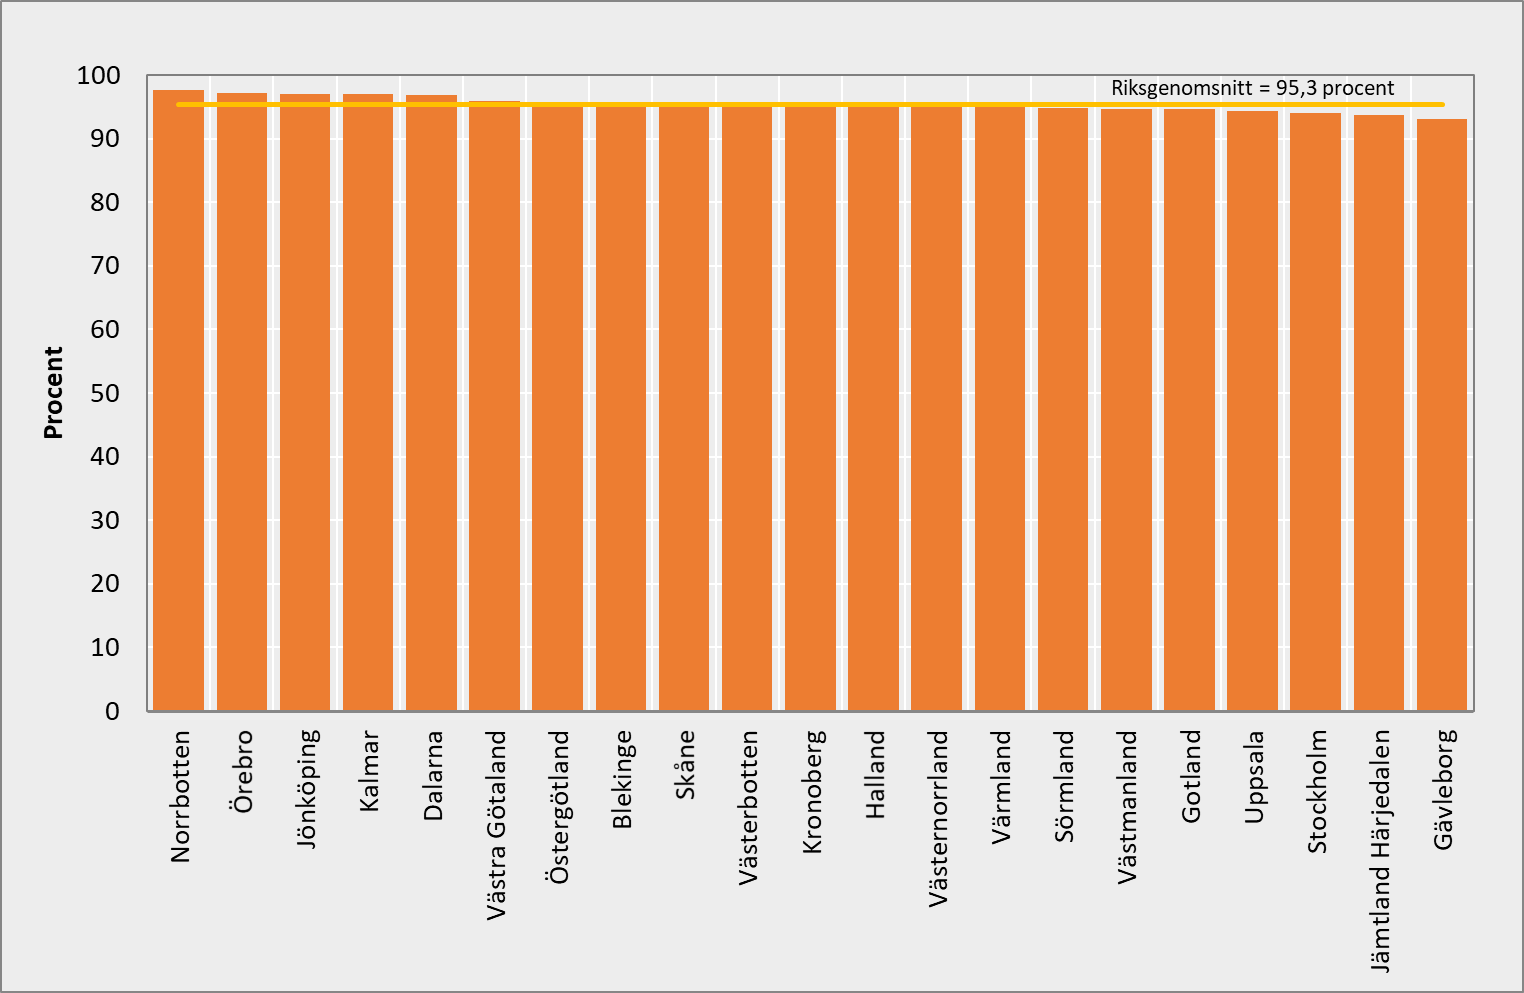 Riksgenomsnitt = 95,3 procent
Procent
100
90
80
70
60
50
40
30
20
10
0
Norrbotten
Örebro
Jönköping
Kalmar
Dalarna
Västra Götaland
Östergötland
Blekinge
Skåne
Västerbotten
Kronoberg
Halland
Västernorrland
Värmland
Sörmland
Västmanland
Gotland
Uppsala
Stockholm
Jämtland Härjedalen
Gävleborg